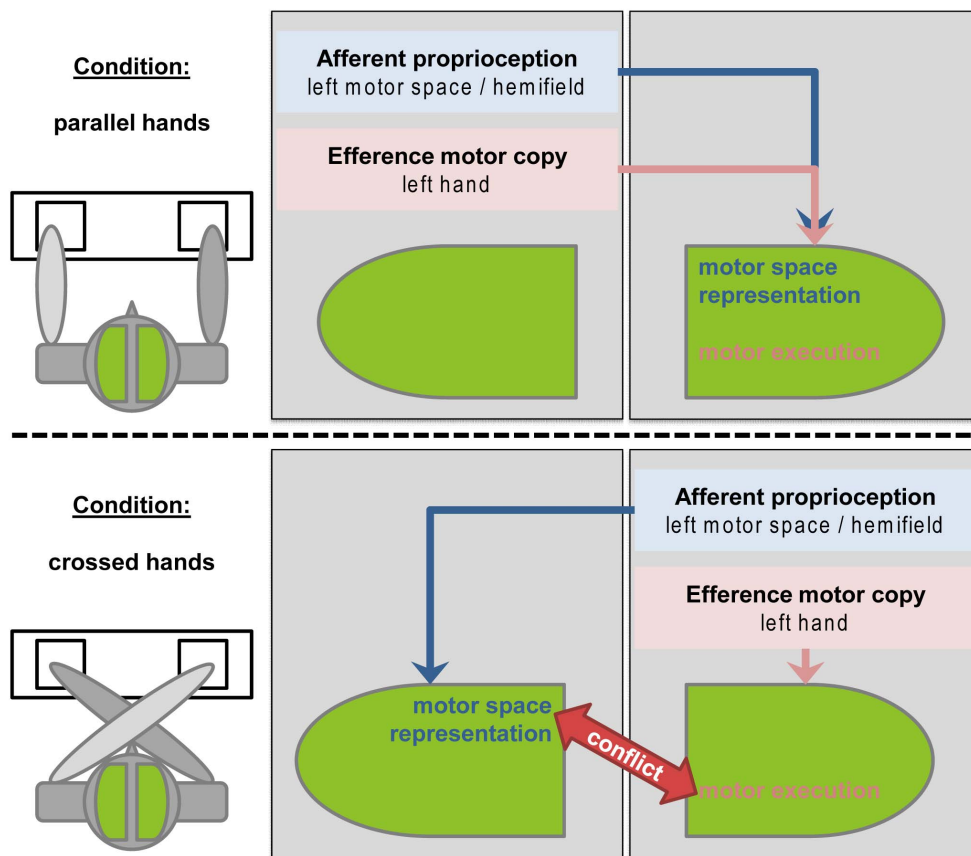 Condition:
parallel hands
Afferent proprioception
left motor space / hemifield
Efference motor copy
left hand
motor space
representation
motor execution
Condition:
crossed hands
Afferent proprioception
left motor space / hemifield
Efference motor copy
left hand
motor space
representation
conflict
motor execution